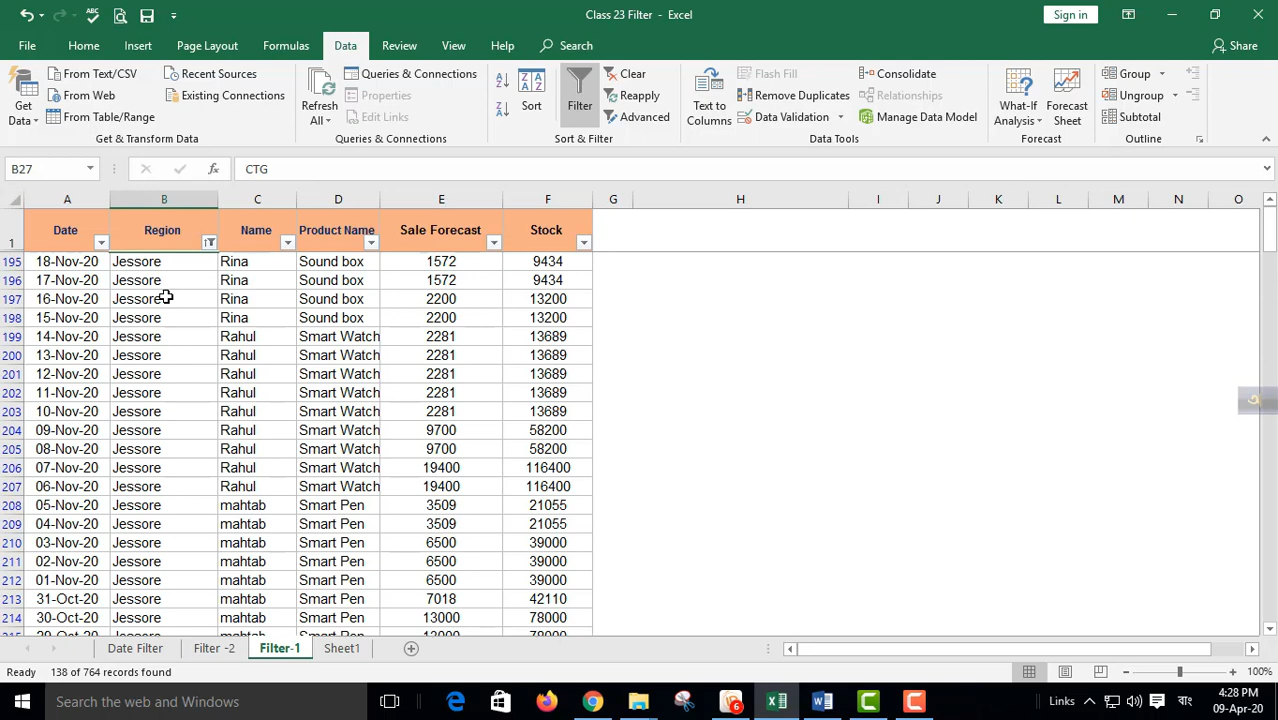 Class 23 Filter - Excel
Sign in
File Home Insert Page Layout Formulas Data Review View Help Search Share
Get Data
From Text/CSV
From Web
From Table/Range
Recent Sources
Existing Connections
Get & Transform Data
Refresh All
Queries & Connections
Properties
Edit Links
Queries & Connections
Sort
Filter
Clear
Reapply
Advanced
Sort & Filter
Text to Columns
Flash Fill
Remove Duplicates
Data Validation
Consolidate
Relationships
Manage Data Model
Data Tools
What-If Analysis
Forecast Sheet
Forecast
Group
Ungroup
Subtotal
Outline
B27 fx CTG
A B C D E F G H I J K L M N O
1 Date Region Name Product Name Sale Forecast Stock
195 18-Nov-20 Jessore Rina Sound box 1572 9434
196 17-Nov-20 Jessore Rina Sound box 1572 9434
197 16-Nov-20 Jessore Rina Sound box 2200 13200
198 15-Nov-20 Jessore Rina Sound box 2200 13200
199 14-Nov-20 Jessore Rahul Smart Watch 2281 13689
200 13-Nov-20 Jessore Rahul Smart Watch 2281 13689
201 12-Nov-20 Jessore Rahul Smart Watch 2281 13689
202 11-Nov-20 Jessore Rahul Smart Watch 2281 13689
203 10-Nov-20 Jessore Rahul Smart Watch 2281 13689
204 09-Nov-20 Jessore Rahul Smart Watch 9700 58200
205 08-Nov-20 Jessore Rahul Smart Watch 9700 58200
206 07-Nov-20 Jessore Rahul Smart Watch 19400 116400
207 06-Nov-20 Jessore Rahul Smart Watch 19400 116400
208 05-Nov-20 Jessore mahtab Smart Pen 3509 21055
209 04-Nov-20 Jessore mahtab Smart Pen 3509 21055
210 03-Nov-20 Jessore mahtab Smart Pen 6500 39000
211 02-Nov-20 Jessore mahtab Smart Pen 6500 39000
212 01-Nov-20 Jessore mahtab Smart Pen 6500 39000
213 31-Oct-20 Jessore mahtab Smart Pen 7018 42110
214 30-Oct-20 Jessore mahtab Smart Pen 13000 78000
215 29-Oct-20 Jessore mahtab Smart Pen 13000 78000
Date Filter Filter -2 Filter-1 Sheet1
Ready 138 of 764 records found 100%
Search the web and Windows
6
Links
বাং
4:28 PM
09-Apr-20